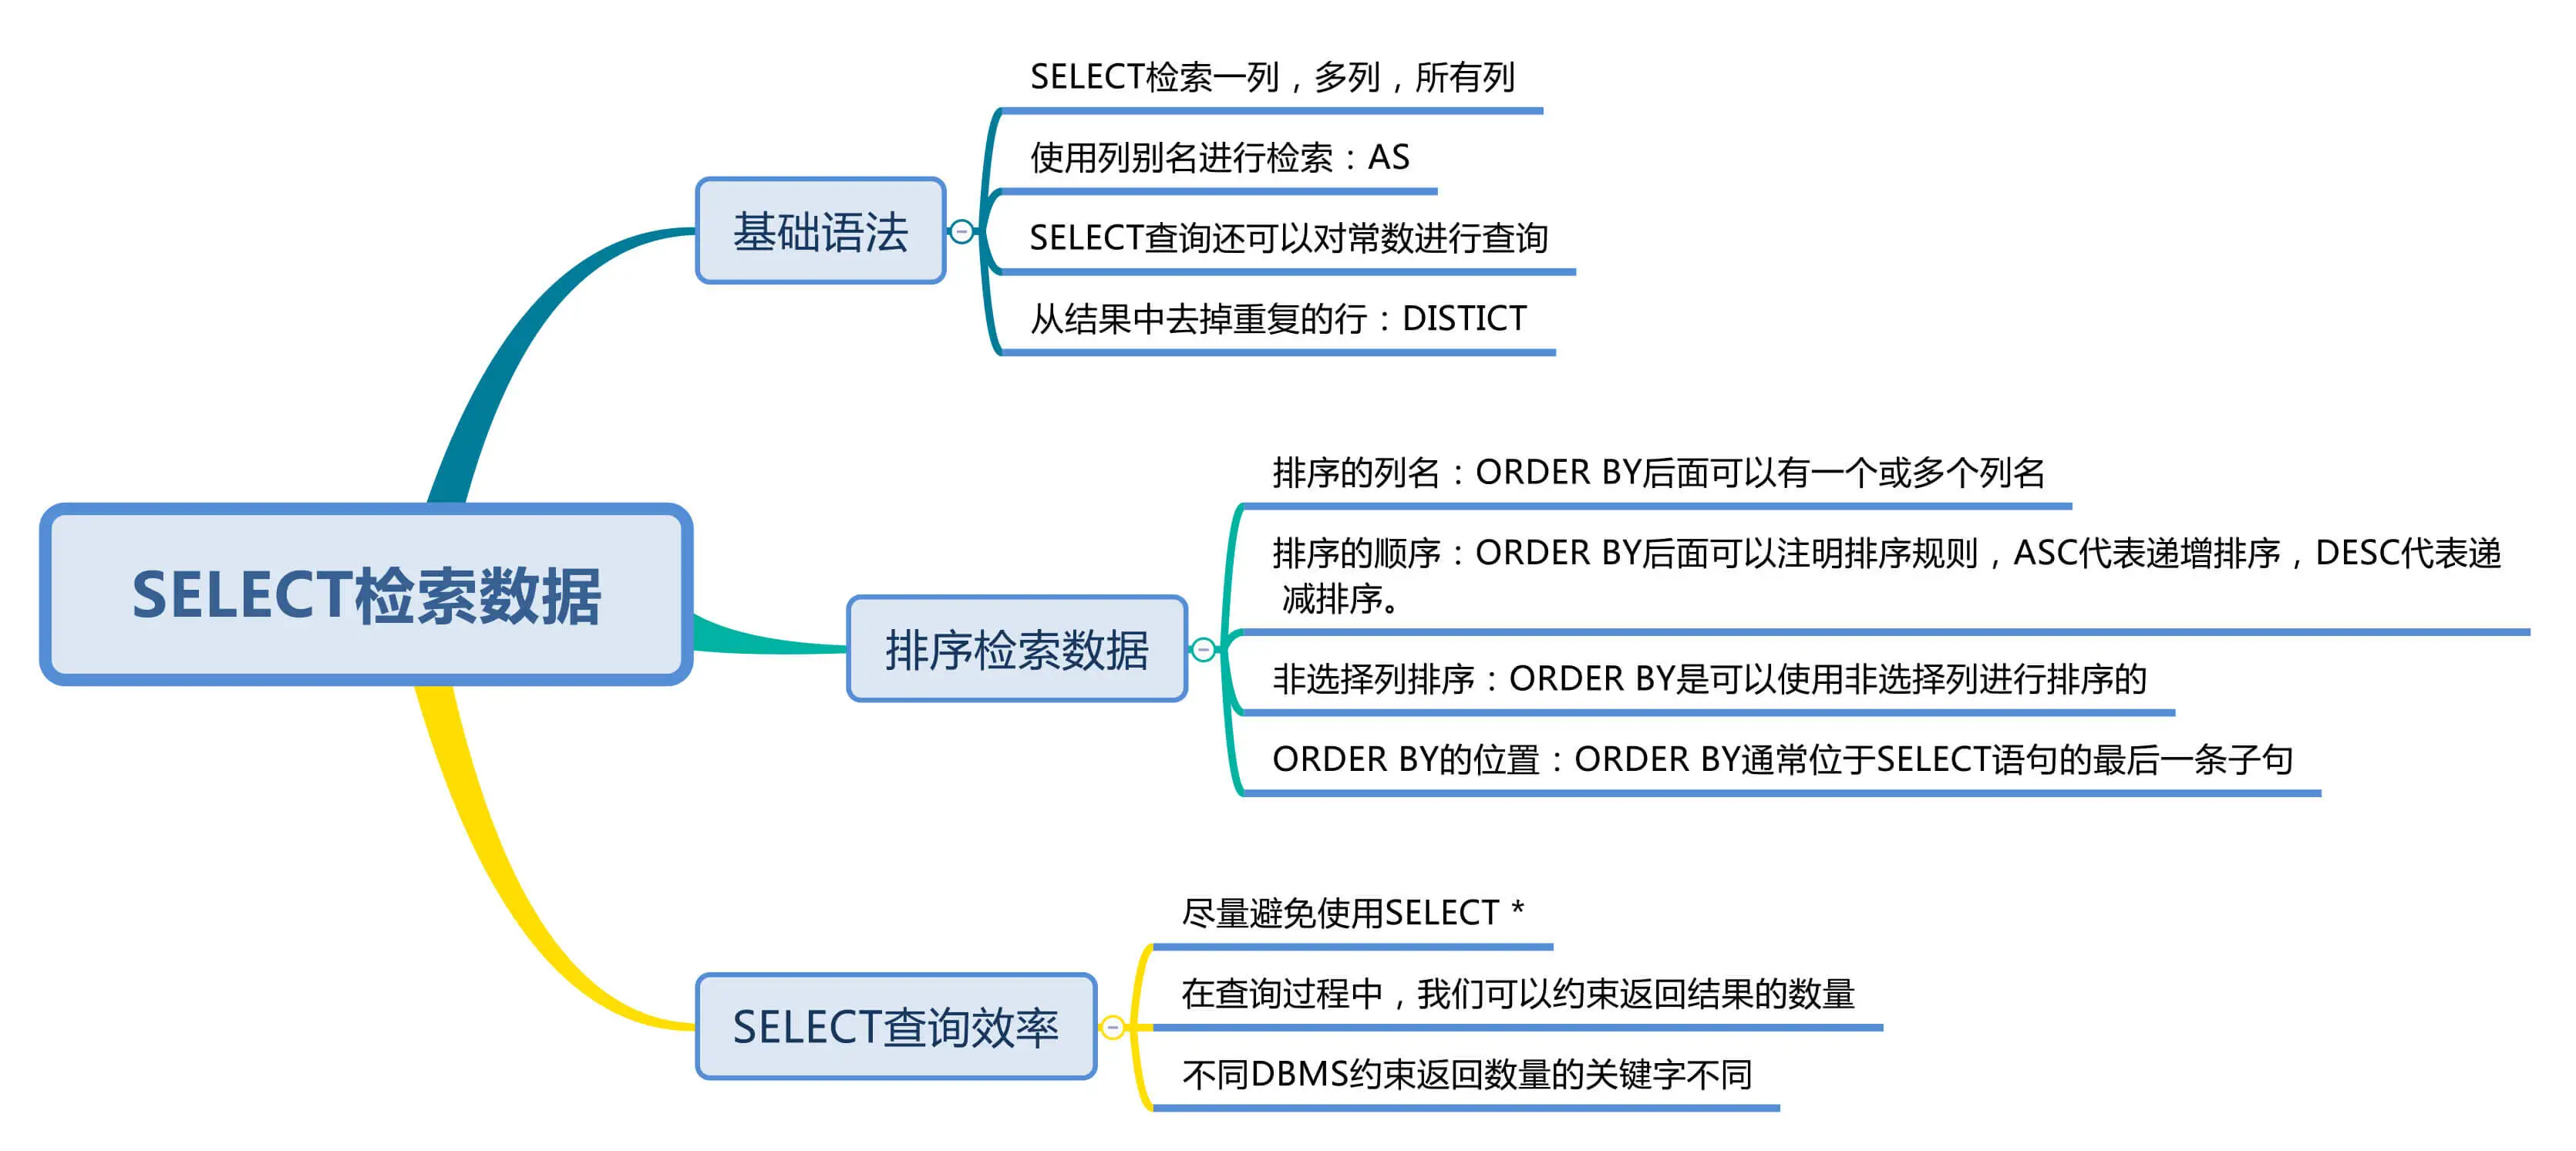 SELECT检索一列，多列，所有列
使用列别名进行检索：AS
基础语法
SELECT查询还可以对常数进行查询
从结果中去掉重复的行：DISTICT
SELECT检索数据
排序的列名：ORDER BY后面可以有一个或多个列名
排序的顺序：ORDER BY后面可以注明排序规则，ASC代表递增排序，DESC代表递
减排序。
排序检索数据
非选择列排序：ORDER BY是可以使用非选择列进行排序的
ORDER BY的位置：ORDER BY通常位于SELECT语句的最后一条子句
尽量避免使用SELECT *
在查询过程中，我们可以约束返回结果的数量
SELECT查询效率
不同DBMS约束返回数量的关键字不同